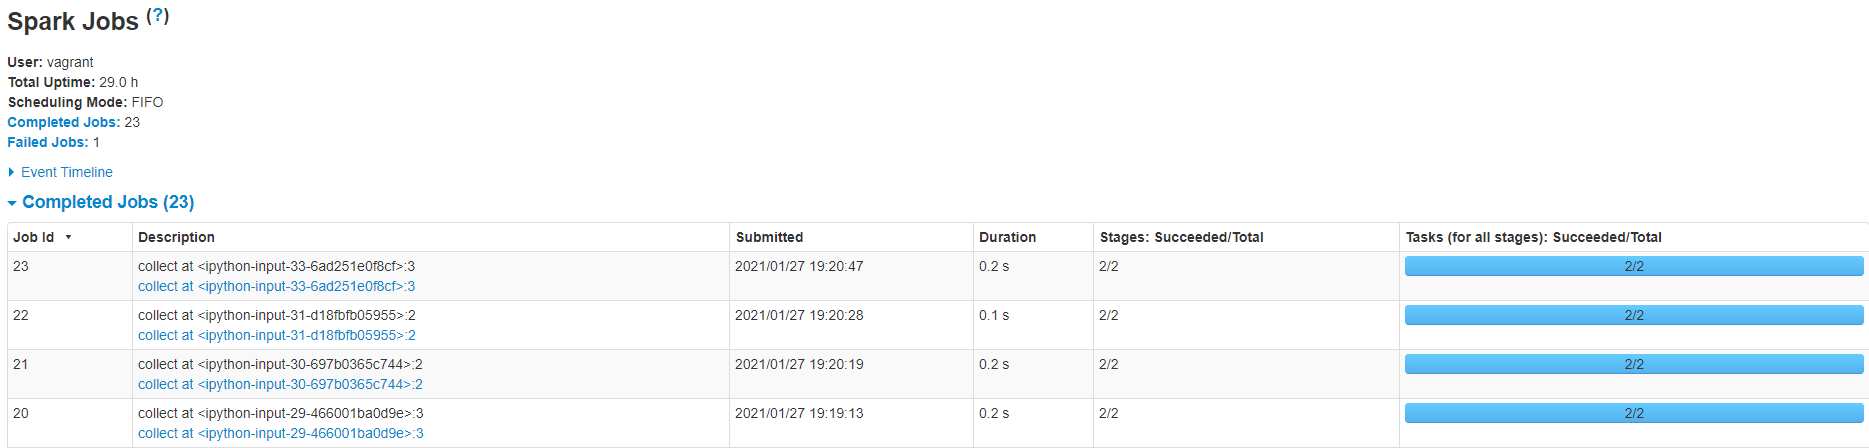 Spark Jobs (?)
User: vagrant
Total Uptime: 29.0 h
Scheduling Mode: FIFO
Completed Jobs: 23
Failed Jobs: 1
Event Timeline
Completed Jobs (23)
Job Id Description Submitted Duration Stages: Succeeded/Total Tasks (for all stages): Succeeded/Total
23 collect at <ipython-input-33-6ad251e0f8cf>:3 2021/01/27 19:20:47 0.2 s 2/2 2/2
collect at <ipython-input-33-6ad251e0f8cf>:3
22 collect at <ipython-input-31-d18fbfb05955>:2 2021/01/27 19:20:28 0.1 s 2/2 2/2
collect at <ipython-input-31-d18fbfb05955>:2
21 collect at <ipython-input-30-697b0365c744>:2 2021/01/27 19:20:19 0.2 s 2/2 2/2
collect at <ipython-input-30-697b0365c744>:2
20 collect at <ipython-input-29-466001ba0d9e>:3 2021/01/27 19:19:13 0.2 s 2/2 2/2
collect at <ipython-input-29-466001ba0d9e>:3